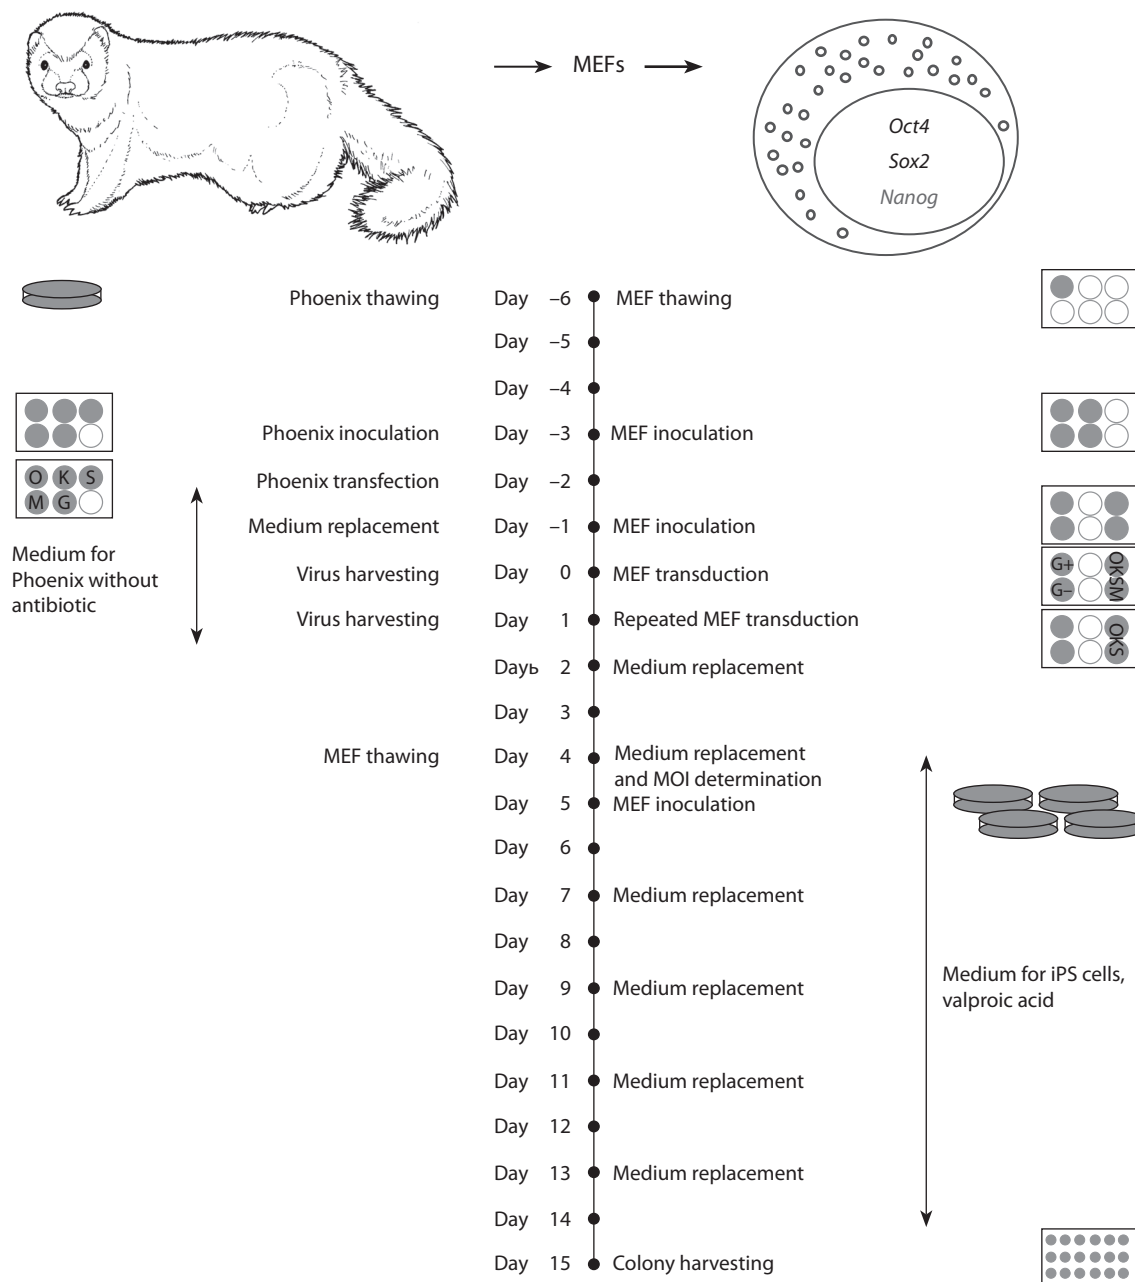 MEFs
Oct4
Sox2
Nanog
Phoenix thawing Day –6 MEF thawing
Day –5
Day –4
Phoenix inoculation Day –3 MEF inoculation
Phoenix transfection Day –2
O K S
M G
Medium replacement Day –1 MEF inoculation
Medium for
Phoenix without
antibiotic
Virus harvesting Day 0 MEF transduction
G+
G–
OKSM
Virus harvesting Day 1 Repeated MEF transduction
OKS
Dayь 2 Medium replacement
Day 3
MEF thawing Day 4 Medium replacement
and MOI determination
Day 5 MEF inoculation
Day 6
Day 7 Medium replacement
Day 8
Day 9 Medium replacement
Medium for iPS cells,
valproic acid
Day 10
Day 11 Medium replacement
Day 12
Day 13 Medium replacement
Day 14
Day 15 Colony harvesting